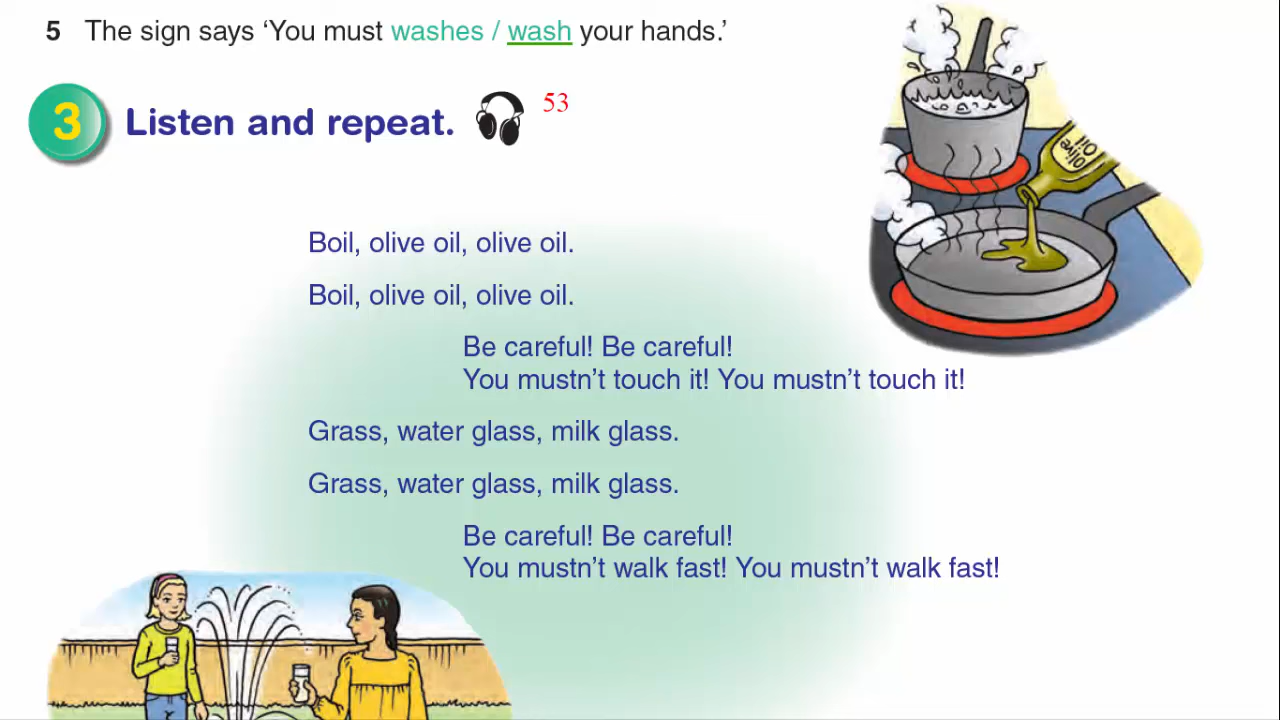 5 The sign says ‘You must washes / wash your hands.’
3 Listen and repeat. 53
olive Oil
Boil, olive oil, olive oil.
Boil, olive oil, olive oil.
Be careful! Be careful!
You mustn’t touch it! You mustn’t touch it!
Grass, water glass, milk glass.
Grass, water glass, milk glass.
Be careful! Be careful!
You mustn’t walk fast! You mustn’t walk fast!